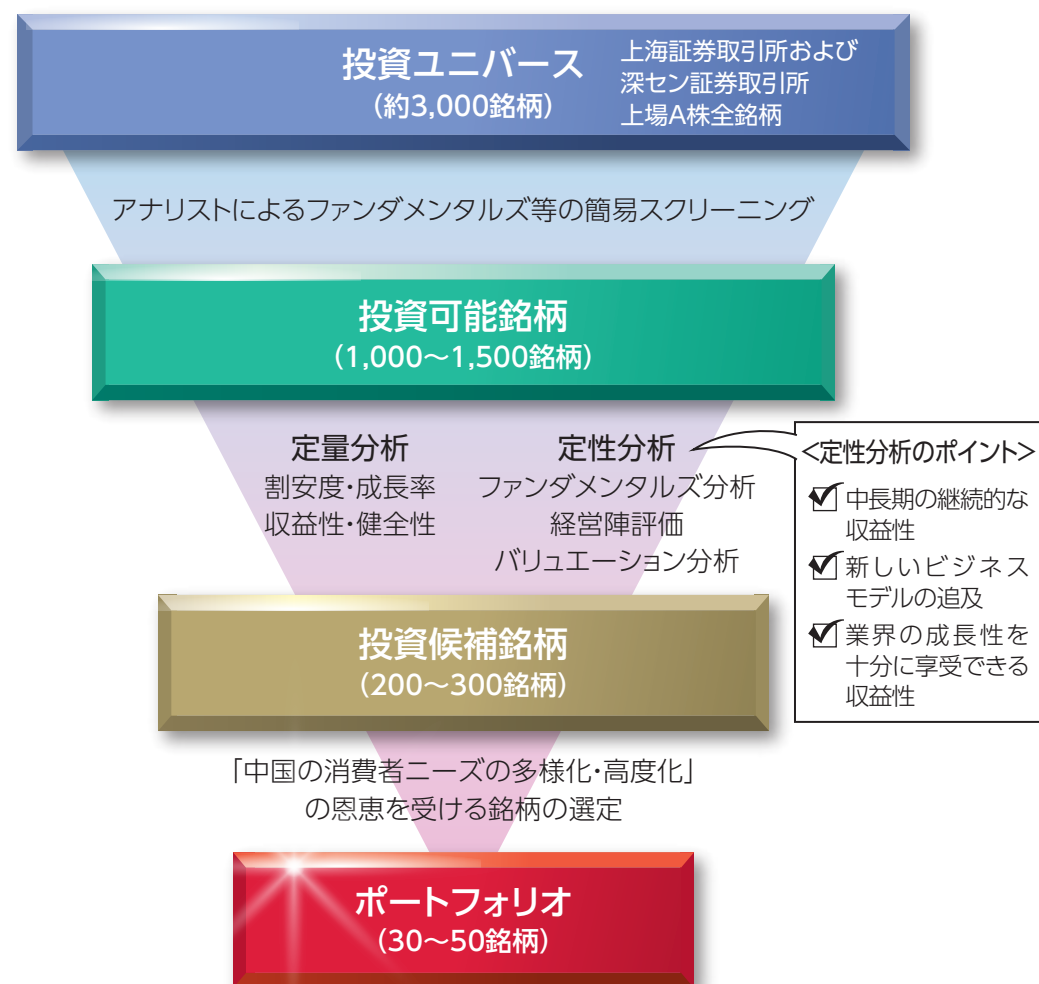 投資ユニバース
(約3,000銘柄)
上海証券取引所および
深セン証券取引所
上場A株全銘柄
アナリストによるファンダメンタルズ等の簡易スクリーニング
投資可能銘柄
(1,000〜1,500銘柄)
定量分析
割安度・成長率
収益性・健全性
定性分析
ファンダメンタルズ分析
経営陣評価
バリュエーション分析
<定性分析のポイント>
中長期の継続的な
収益性
新しいビジネス
モデルの追及
業界の成長性を
十分に享受できる
収益性
投資候補銘柄
(200〜300銘柄)
「中国の消費者ニーズの多様化・高度化」
の恩恵を受ける銘柄の選定
ポートフォリオ
(30〜50銘柄)